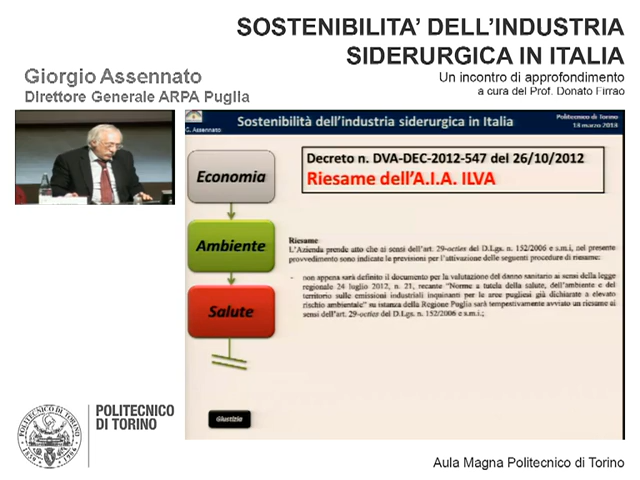 SOSTENIBILITA' DELL'INDUSTRIA
SIDERURGICA IN ITALIA
Un incontro di approfondimento
a cura del Prof. Donato Firrao
Giorgio Assennato
Direttore Generale ARPA Puglia
G. Assennato
Sostenibilità dell'industria siderurgica in Italia
Politecnico di Torino
18 marzo 2013
Economia
Ambiente
Salute
Giustizia
Decreto n. DVA-DEC-2012-547 del 26/10/2012
Riesame dell'A.I.A. ILVA
Riesame
L'Azienda prende atto che ai sensi dell'art. 29-octies del D.Lgs. n. 152/2006 e s.m.i, nel presente
provvedimento sono indicate le previsioni per l'attivazione delle seguenti procedure di riesame:
- non appena sarà definito il documento per la valutazione del danno sanitario ai sensi della legge
regionale 24 luglio 2012, n. 21, recante "Norme a tutela della salute, dell'ambiente e del
territorio sulle emissioni industriali inquinanti per le aree pugliesi già dichiarate a elevato
rischio ambientale" su istanza della Regione Puglia sarà tempestivamente avviato un riesame ai
sensi dell'art. 29-octies del D.Lgs. n. 152/2006 e s.m.i.;
POLITECNICO DI TORINO
1859
1906
POLITECNICO
DI TORINO
Aula Magna Politecnico di Torino